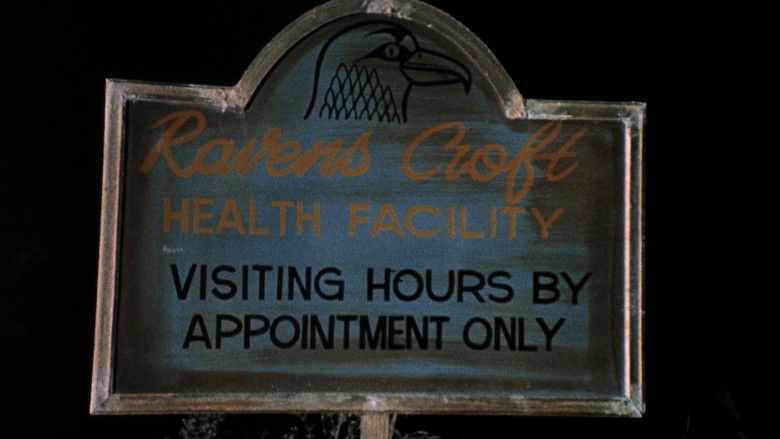 Ravens Croft
HEALTH FACILITY
VISITING HOURS BY
APPOINTMENT ONLY